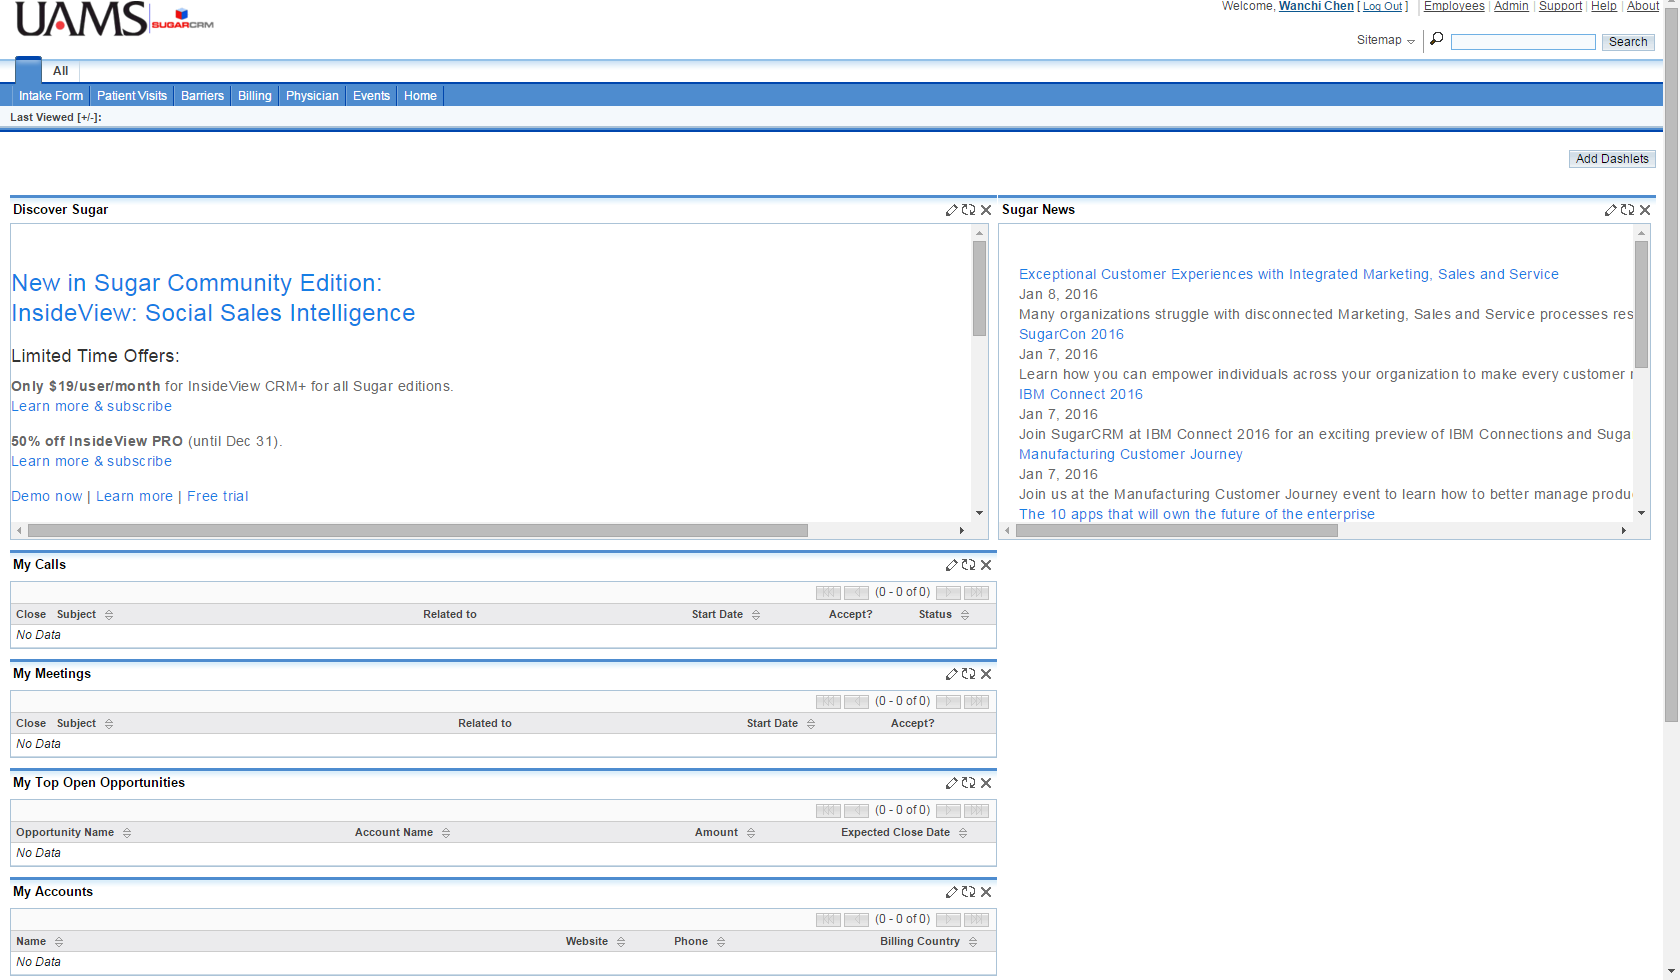 UAMS SUGARCRM
Welcome, Wanchi Chen [ Log Out ] Employees | Admin | Support | Help | About
Sitemap Search
All
Intake Form Patient Visits Barriers Billing Physician Events Home
Last Viewed [+/-]:
Add Dashlets
Discover Sugar
New in Sugar Community Edition:
InsideView: Social Sales Intelligence
Limited Time Offers:
Only $19/user/month for InsideView CRM+ for all Sugar editions.
Learn more & subscribe
50% off InsideView PRO (until Dec 31).
Learn more & subscribe
Demo now | Learn more | Free trial
Sugar News
Exceptional Customer Experiences with Integrated Marketing, Sales and Service
Jan 8, 2016
Many organizations struggle with disconnected Marketing, Sales and Service processes res
SugarCon 2016
Jan 7, 2016
Learn how you can empower individuals across your organization to make every customer
IBM Connect 2016
Jan 7, 2016
Join SugarCRM at IBM Connect 2016 for an exciting preview of IBM Connections and Suga
Manufacturing Customer Journey
Jan 7, 2016
Join us at the Manufacturing Customer Journey event to learn how to better manage produ
The 10 apps that will own the future of the enterprise
My Calls
(0 - 0 of 0)
Close Subject Related to Start Date Accept? Status
No Data
My Meetings
(0 - 0 of 0)
Close Subject Related to Start Date Accept?
No Data
My Top Open Opportunities
(0 - 0 of 0)
Opportunity Name Account Name Amount Expected Close Date
No Data
My Accounts
(0 - 0 of 0)
Name Website Phone Billing Country
No Data